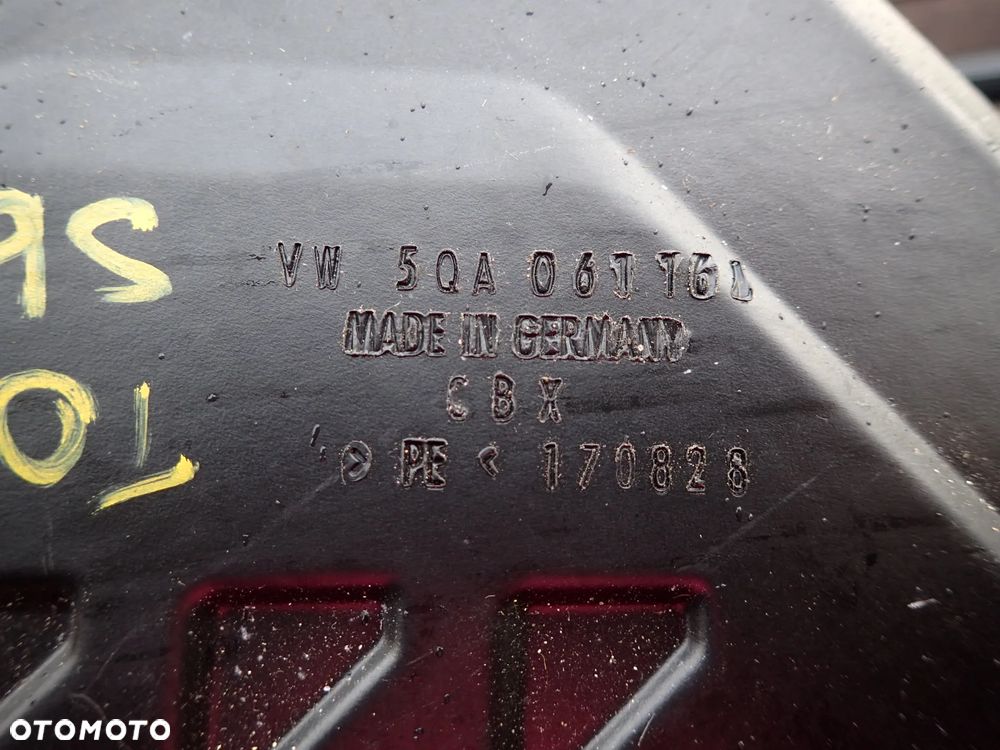 VW 5QA 061 161
MADE IN GERMANY
CBX
> PE < 170828
OTOMOTO